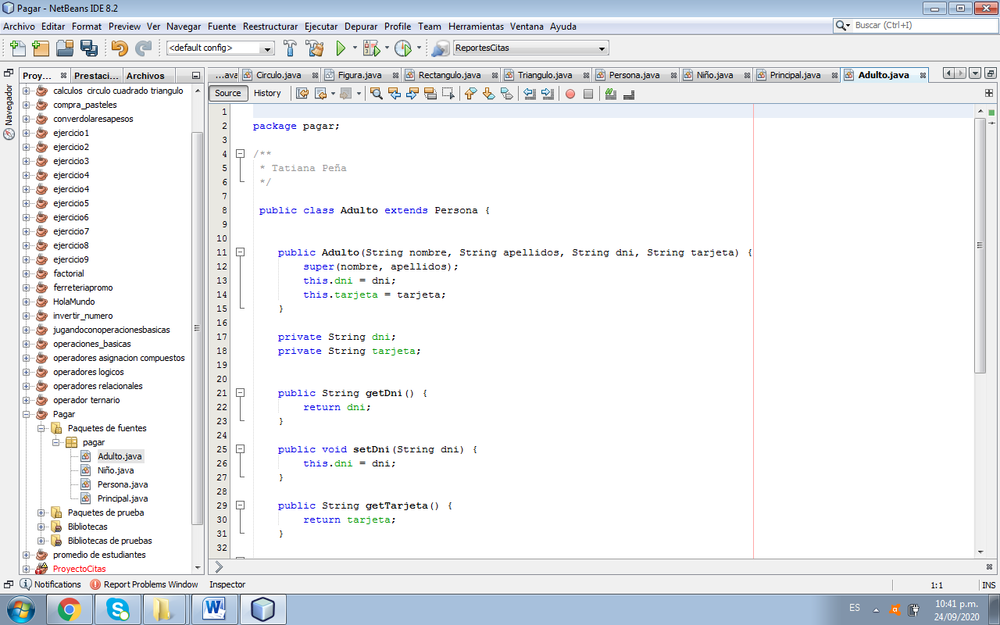 Pagar - NetBeans IDE 8.2
Archivo Editar Format Preview Ver Navegar Fuente Reestructurar Ejecutar Depurar Profile Team Herramientas Ventana Ayuda
Buscar (Ctrl+I)
<default config>
ReportesCitas
Navegador
Proy...
Prestaci...
Archivos
calculos circulo cuadrado triangulo
compra_pasteles
converdolaresapesos
ejercicio1
ejercicio2
ejercicio3
ejercicio4
ejercicio4
ejercicio5
ejercicio6
ejercicio7
ejercicio8
ejercicio9
factorial
ferreteriapromo
HolaMundo
invertir_numero
jugandoconoperacionesbasicas
operaciones_basicas
operadores asignacion compuestos
operadores logicos
operadores relacionales
operador ternario
Pagar
Paquetes de fuentes
pagar
Adulto.java
Niño.java
Persona.java
Principal.java
Paquetes de prueba
Bibliotecas
Bibliotecas de pruebas
promedio de estudiantes
ProyectoCitas
...ava Circulo.java Figura.java Rectangulo.java Triangulo.java Persona.java Niño.java Principal.java Adulto.java
Source History
1
2 package pagar;
3
4 /**
5 * Tatiana Peña
6 */
7
8 public class Adulto extends Persona {
9
10
11 public Adulto(String nombre, String apellidos, String dni, String tarjeta) {
12 super(nombre, apellidos);
13 this.dni = dni;
14 this.tarjeta = tarjeta;
15 }
16
17 private String dni;
18 private String tarjeta;
19
20
21 public String getDni() {
22 return dni;
23 }
24
25 public void setDni(String dni) {
26 this.dni = dni;
27 }
28
29 public String getTarjeta() {
30 return tarjeta;
31 }
32
Notifications Report Problems Window Inspector
1:1 INS
ES
10:41 p.m.
24/09/2020